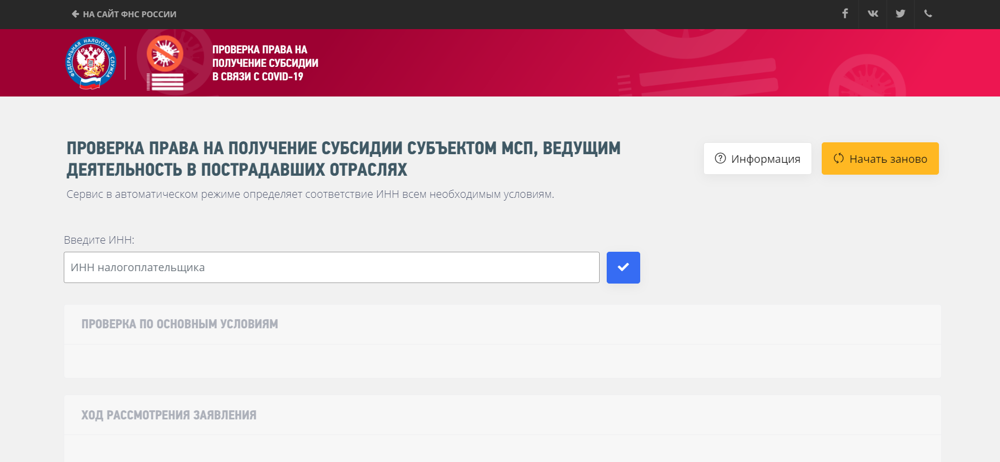 НА САЙТ ФНС РОССИИ
ФЕДЕРАЛЬНАЯ НАЛОГОВАЯ СЛУЖБА
ПРОВЕРКА ПРАВА НА
ПОЛУЧЕНИЕ СУБСИДИИ
В СВЯЗИ С COVID-19
ПРОВЕРКА ПРАВА НА ПОЛУЧЕНИЕ СУБСИДИИ СУБЪЕКТОМ МСП, ВЕДУЩИМ
ДЕЯТЕЛЬНОСТЬ В ПОСТРАДАВШИХ ОТРАСЛЯХ
Информация
Начать заново
Сервис в автоматическом режиме определяет соответствие ИНН всем необходимым условиям.
Введите ИНН:
ИНН налогоплательщика
ПРОВЕРКА ПО ОСНОВНЫМ УСЛОВИЯМ
ХОД РАССМОТРЕНИЯ ЗАЯВЛЕНИЯ